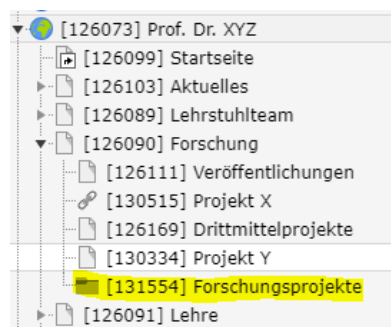 [126073] Prof. Dr. XYZ
[126099] Startseite
[126103] Aktuelles
[126089] Lehrstuhlteam
[126090] Forschung
[126111] Veröffentlichungen
[130515] Projekt X
[126169] Drittmittelprojekte
[130334] Projekt Y
[131554] Forschungsprojekte
[126091] Lehre